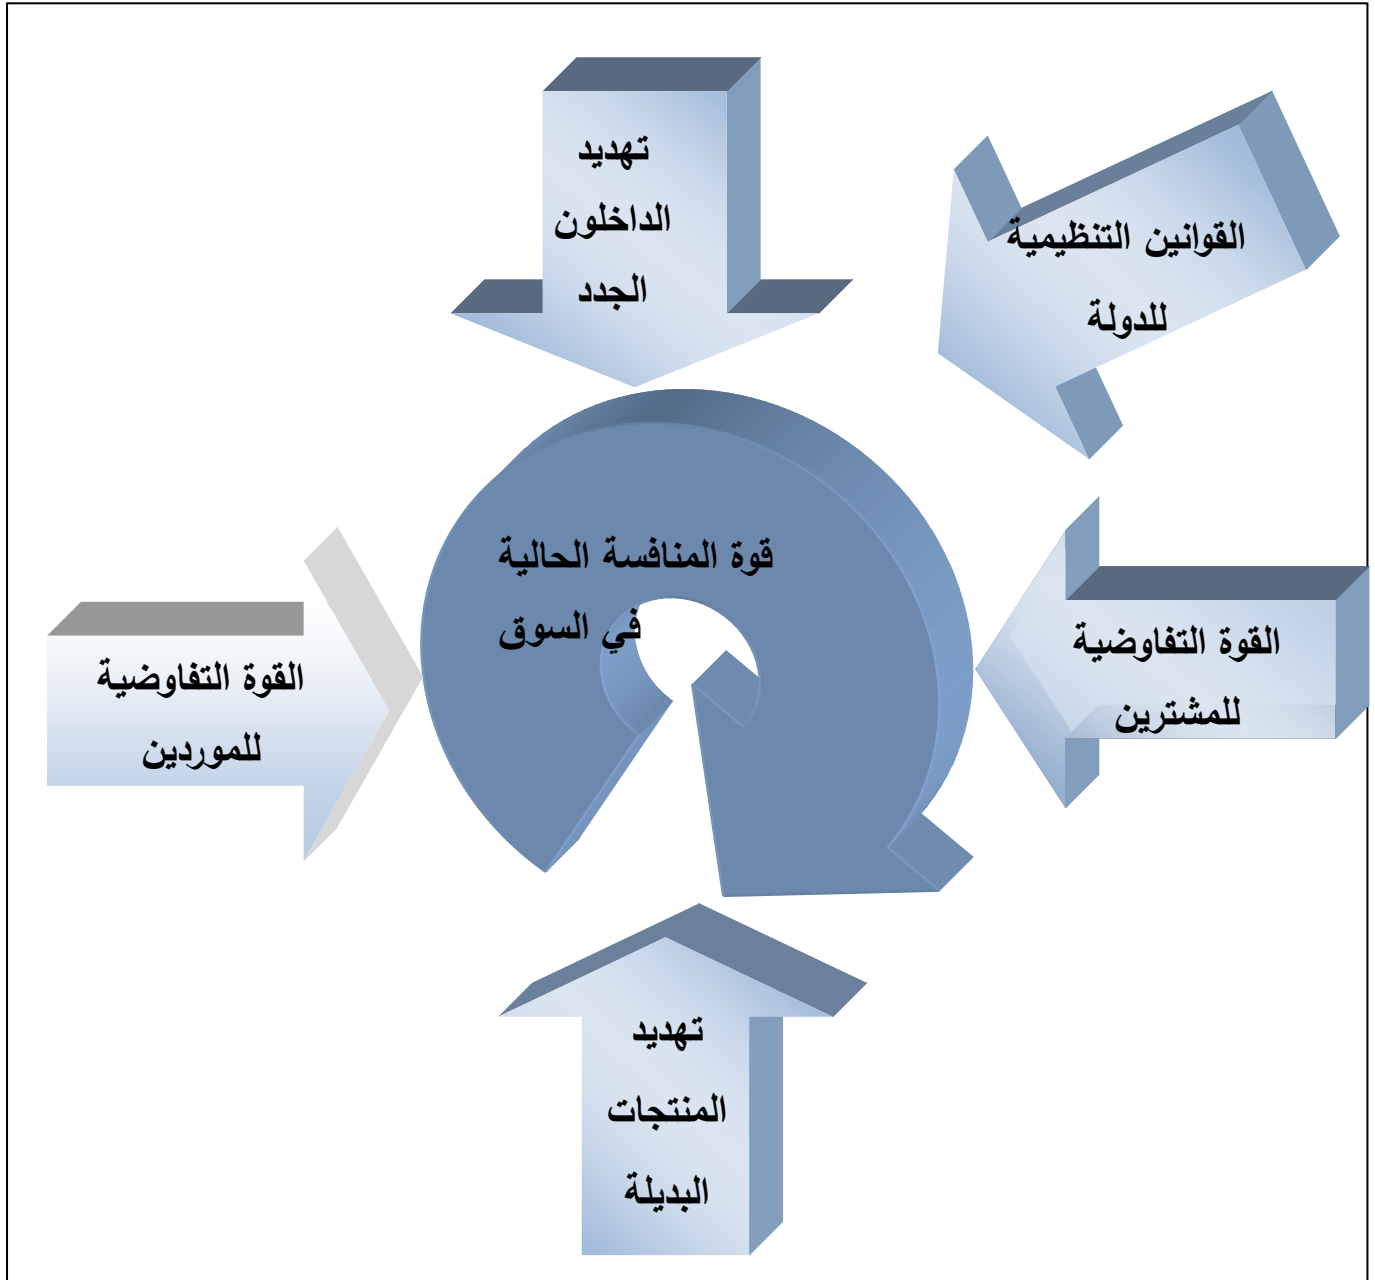 تهديد
الداخلون
الجدد
القوانين التنظيمية
للدولة
قوة المنافسة الحالية
في السوق
القوة التفاوضية
للمشترين
القوة التفاوضية
للموردين
تهديد
المنتجات
البديلة